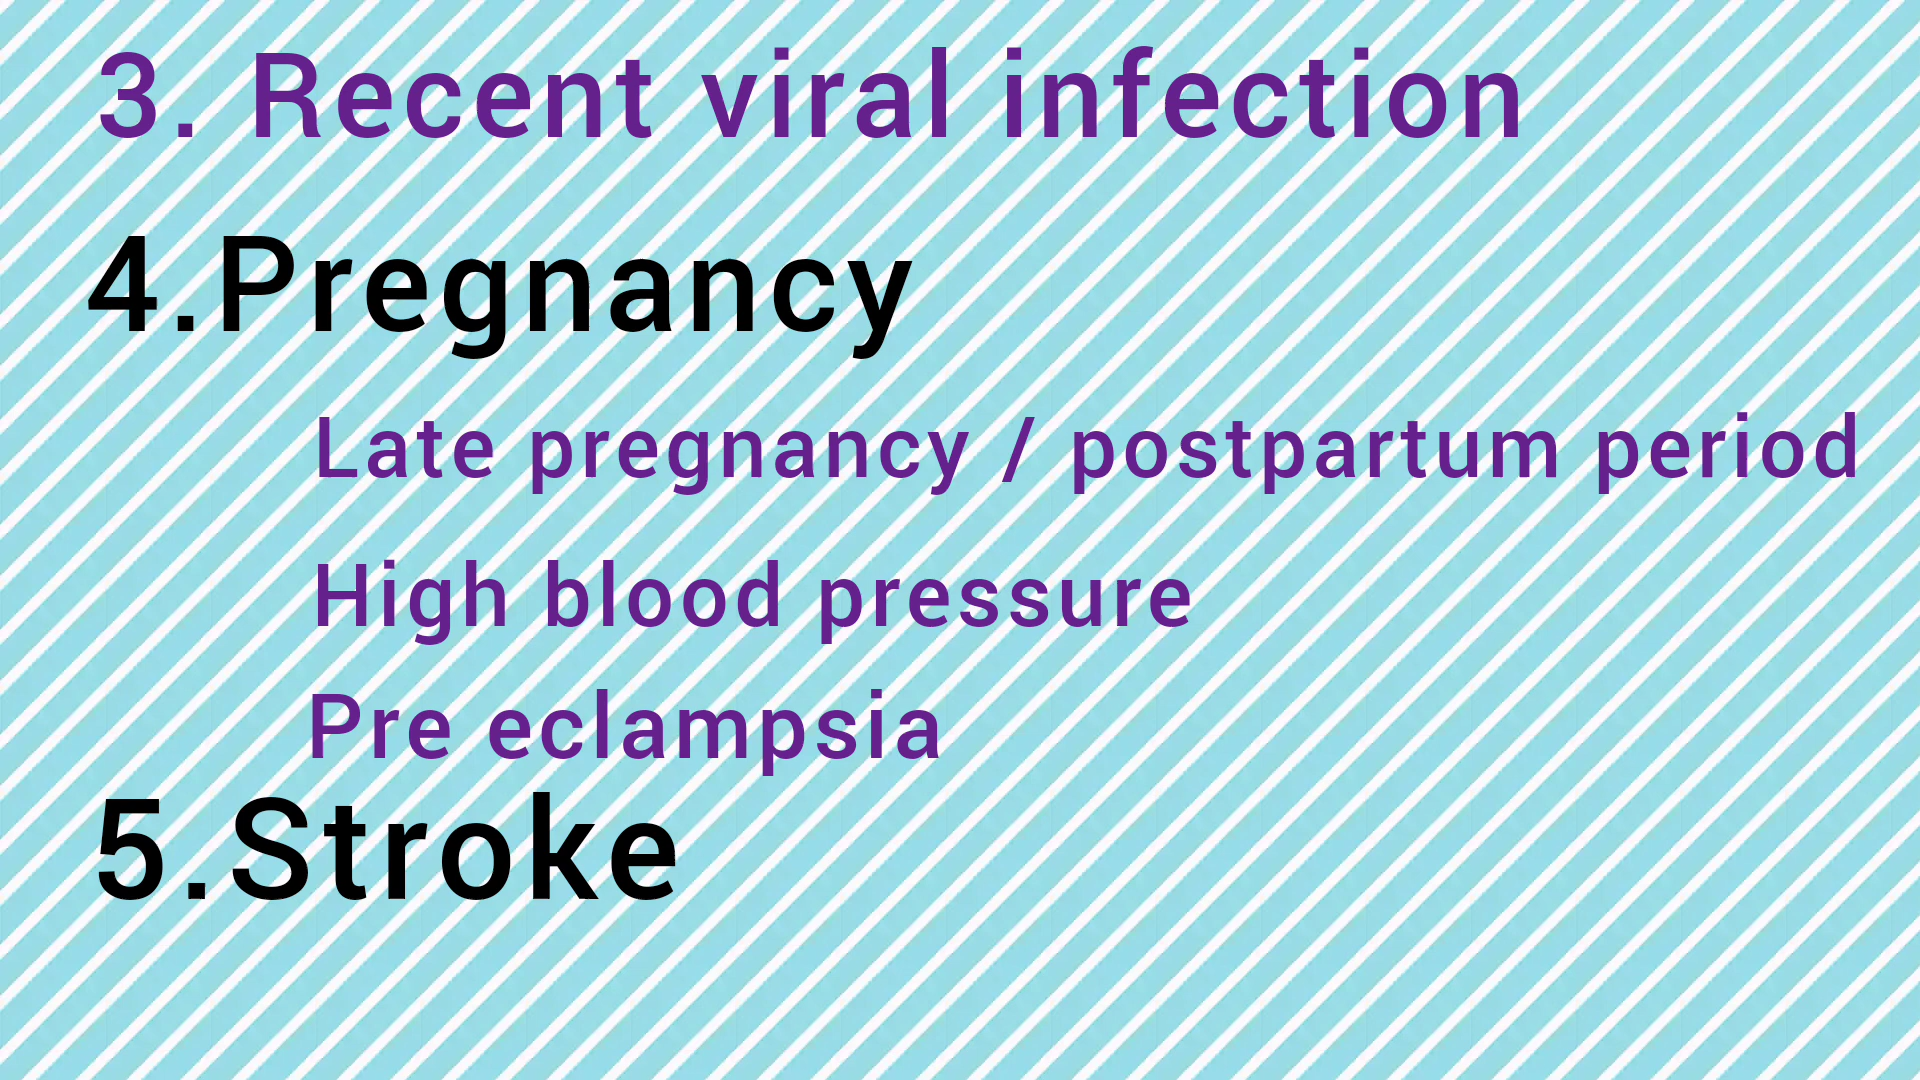 3. Recent viral infection
4.Pregnancy
Late pregnancy / postpartum period
High blood pressure
Pre eclampsia
5.Stroke